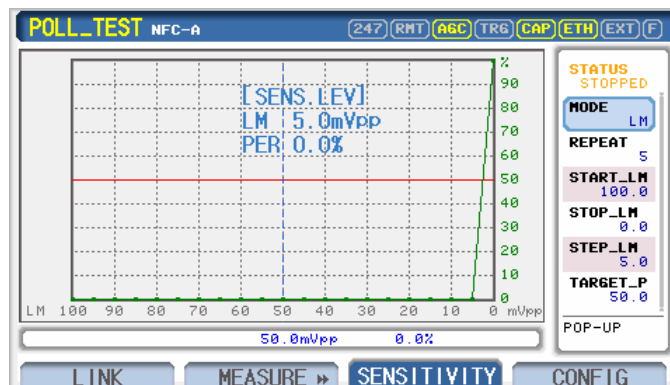 POLL_TEST NFC-A 247 RMT AGC TRG CAP ETH EXT F
%
90
80
70
60
50
40
30
20
10
0
[SENS.LEV]
LM 5.0mVpp
PER 0.0%
LM 100 90 80 70 60 50 40 30 20 10 0 mVpp
50.0mVpp 0.0%
STATUS
STOPPED
MODE
LM
REPEAT
5
START_LM
100.0
STOP_LM
0.0
STEP_LM
5.0
TARGET_P
50.0
POP-UP
LINK MEASURE » SENSITIVITY CONFIG